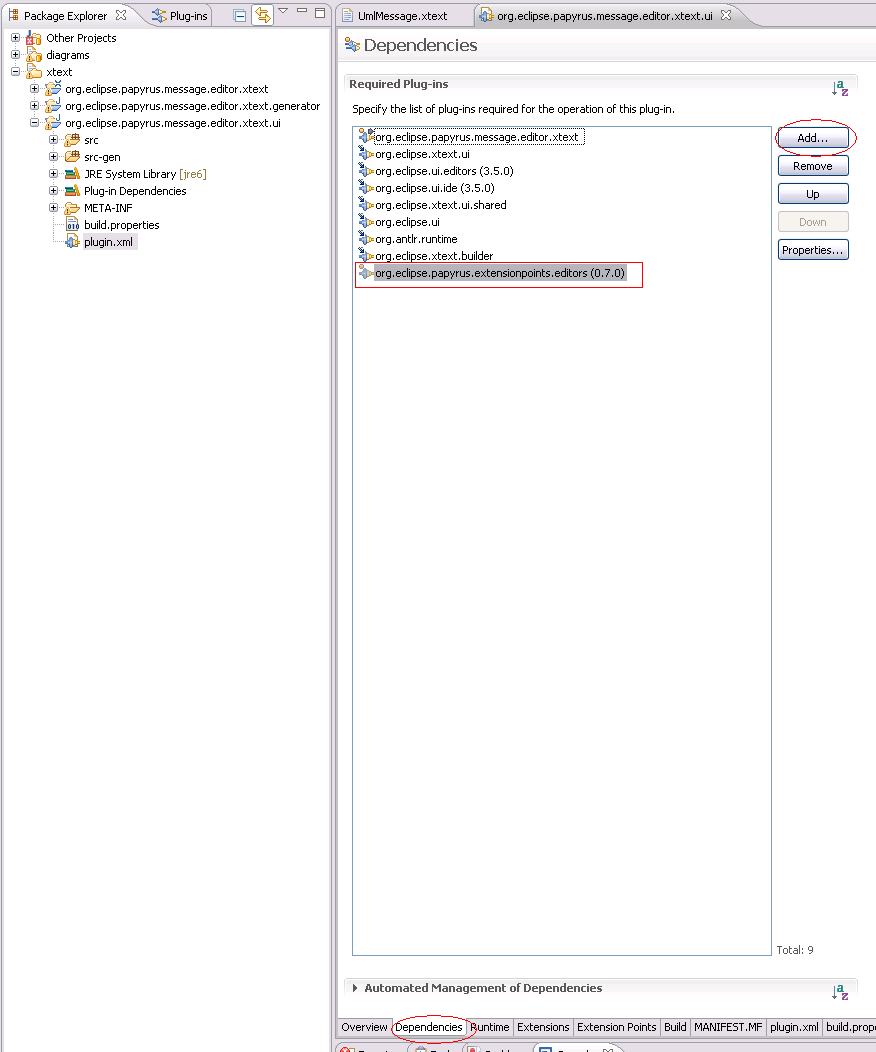 Package Explorer
Plug-ins
Other Projects
diagrams
xtext
org.eclipse.papyrus.message.editor.xtext
org.eclipse.papyrus.message.editor.xtext.generator
org.eclipse.papyrus.message.editor.xtext.ui
src
src-gen
JRE System Library [jre6]
Plug-in Dependencies
META-INF
build.properties
plugin.xml
UmlMessage.xtext
org.eclipse.papyrus.message.editor.xtext.ui
Dependencies
Required Plug-ins
Specify the list of plug-ins required for the operation of this plug-in.
org.eclipse.papyrus.message.editor.xtext
org.eclipse.xtext.ui
org.eclipse.ui.editors (3.5.0)
org.eclipse.ui.ide (3.5.0)
org.eclipse.xtext.ui.shared
org.eclipse.ui
org.antlr.runtime
org.eclipse.xtext.builder
org.eclipse.papyrus.extensionpoints.editors (0.7.0)
Add...
Remove
Up
Down
Properties...
Total: 9
Automated Management of Dependencies
Overview
Dependencies
Runtime
Extensions
Extension Points
Build
MANIFEST.MF
plugin.xml
build.prope